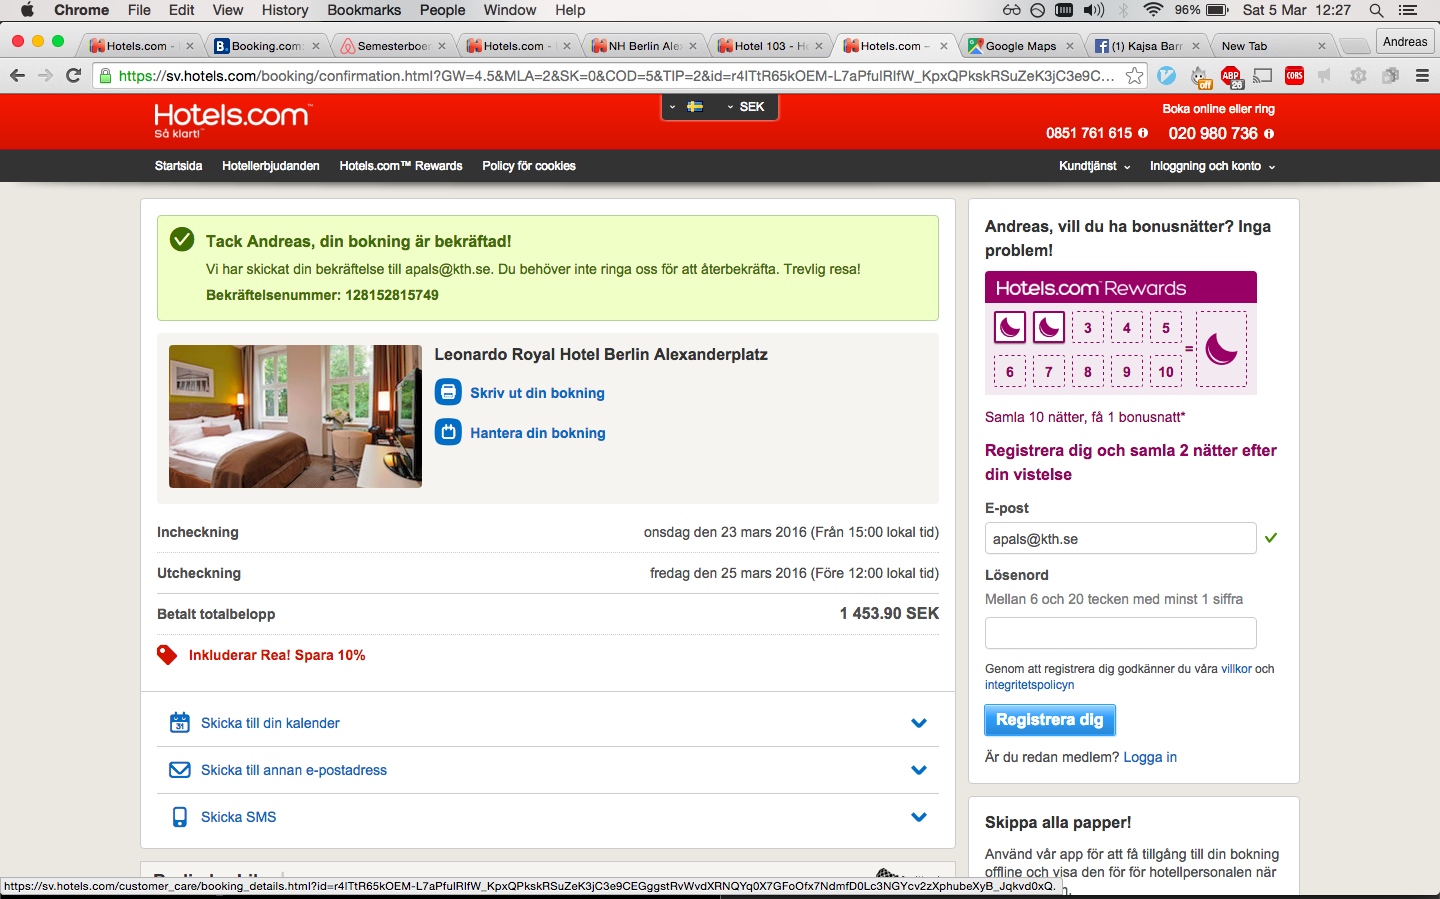 Chrome File Edit View History Bookmarks People Window Help 96% Sat 5 Mar 12:27
Hotels.com - Booking.com: Semesterboer Hotels.com - NH Berlin Ale Hotel 103 - Ho Hotels.com – Google Maps (1) Kajsa Barr New Tab Andreas
https://sv.hotels.com/booking/confirmation.html?GW=4.5&MLA=2&SK=0&COD=5&TIP=2&id=r4lTtR65kOEM-L7aPfulRlfW_KpxQPkskRSuZeK3jC3e9C... off ABP 26 CORS
Hotels.com™
Så klart!™
SEK
Boka online eller ring
0851 761 615 020 980 736
Startsida Hotellerbjudanden Hotels.com™ Rewards Policy för cookies Kundtjänst Inloggning och konto
Tack Andreas, din bokning är bekräftad!
Vi har skickat din bekräftelse till apals@kth.se. Du behöver inte ringa oss för att återbekräfta. Trevlig resa!
Bekräftelsenummer: 128152815749
Leonardo Royal Hotel Berlin Alexanderplatz
Skriv ut din bokning
Hantera din bokning
Incheckning onsdag den 23 mars 2016 (Från 15:00 lokal tid)
Utcheckning fredag den 25 mars 2016 (Före 12:00 lokal tid)
Betalt totalbelopp 1 453.90 SEK
Inkluderar Rea! Spara 10%
31 Skicka till din kalender
Skicka till annan e-postadress
Skicka SMS
Andreas, vill du ha bonusnätter? Inga
problem!
Hotels.com™ Rewards
3 4 5
=
6 7 8 9 10
Samla 10 nätter, få 1 bonusnatt*
Registrera dig och samla 2 nätter efter
din vistelse
E-post
apals@kth.se
Lösenord
Mellan 6 och 20 tecken med minst 1 siffra
Genom att registrera dig godkänner du våra villkor och
integritetspolicyn
Registrera dig
Är du redan medlem? Logga in
Skippa alla papper!
Använd vår app för att få tillgång till din bokning
offline och visa den för för hotellpersonalen när
https://sv.hotels.com/customer_care/booking_details.html?id=r4lTtR65kOEM-L7aPfulRlfW_KpxQPkskRSuZeK3jC3e9CEGggstRvWvdXRNQYq0X7GFoOfx7NdmfD0Lc3NGYcv2zXphubeXyB_Jqkvd0xQ.